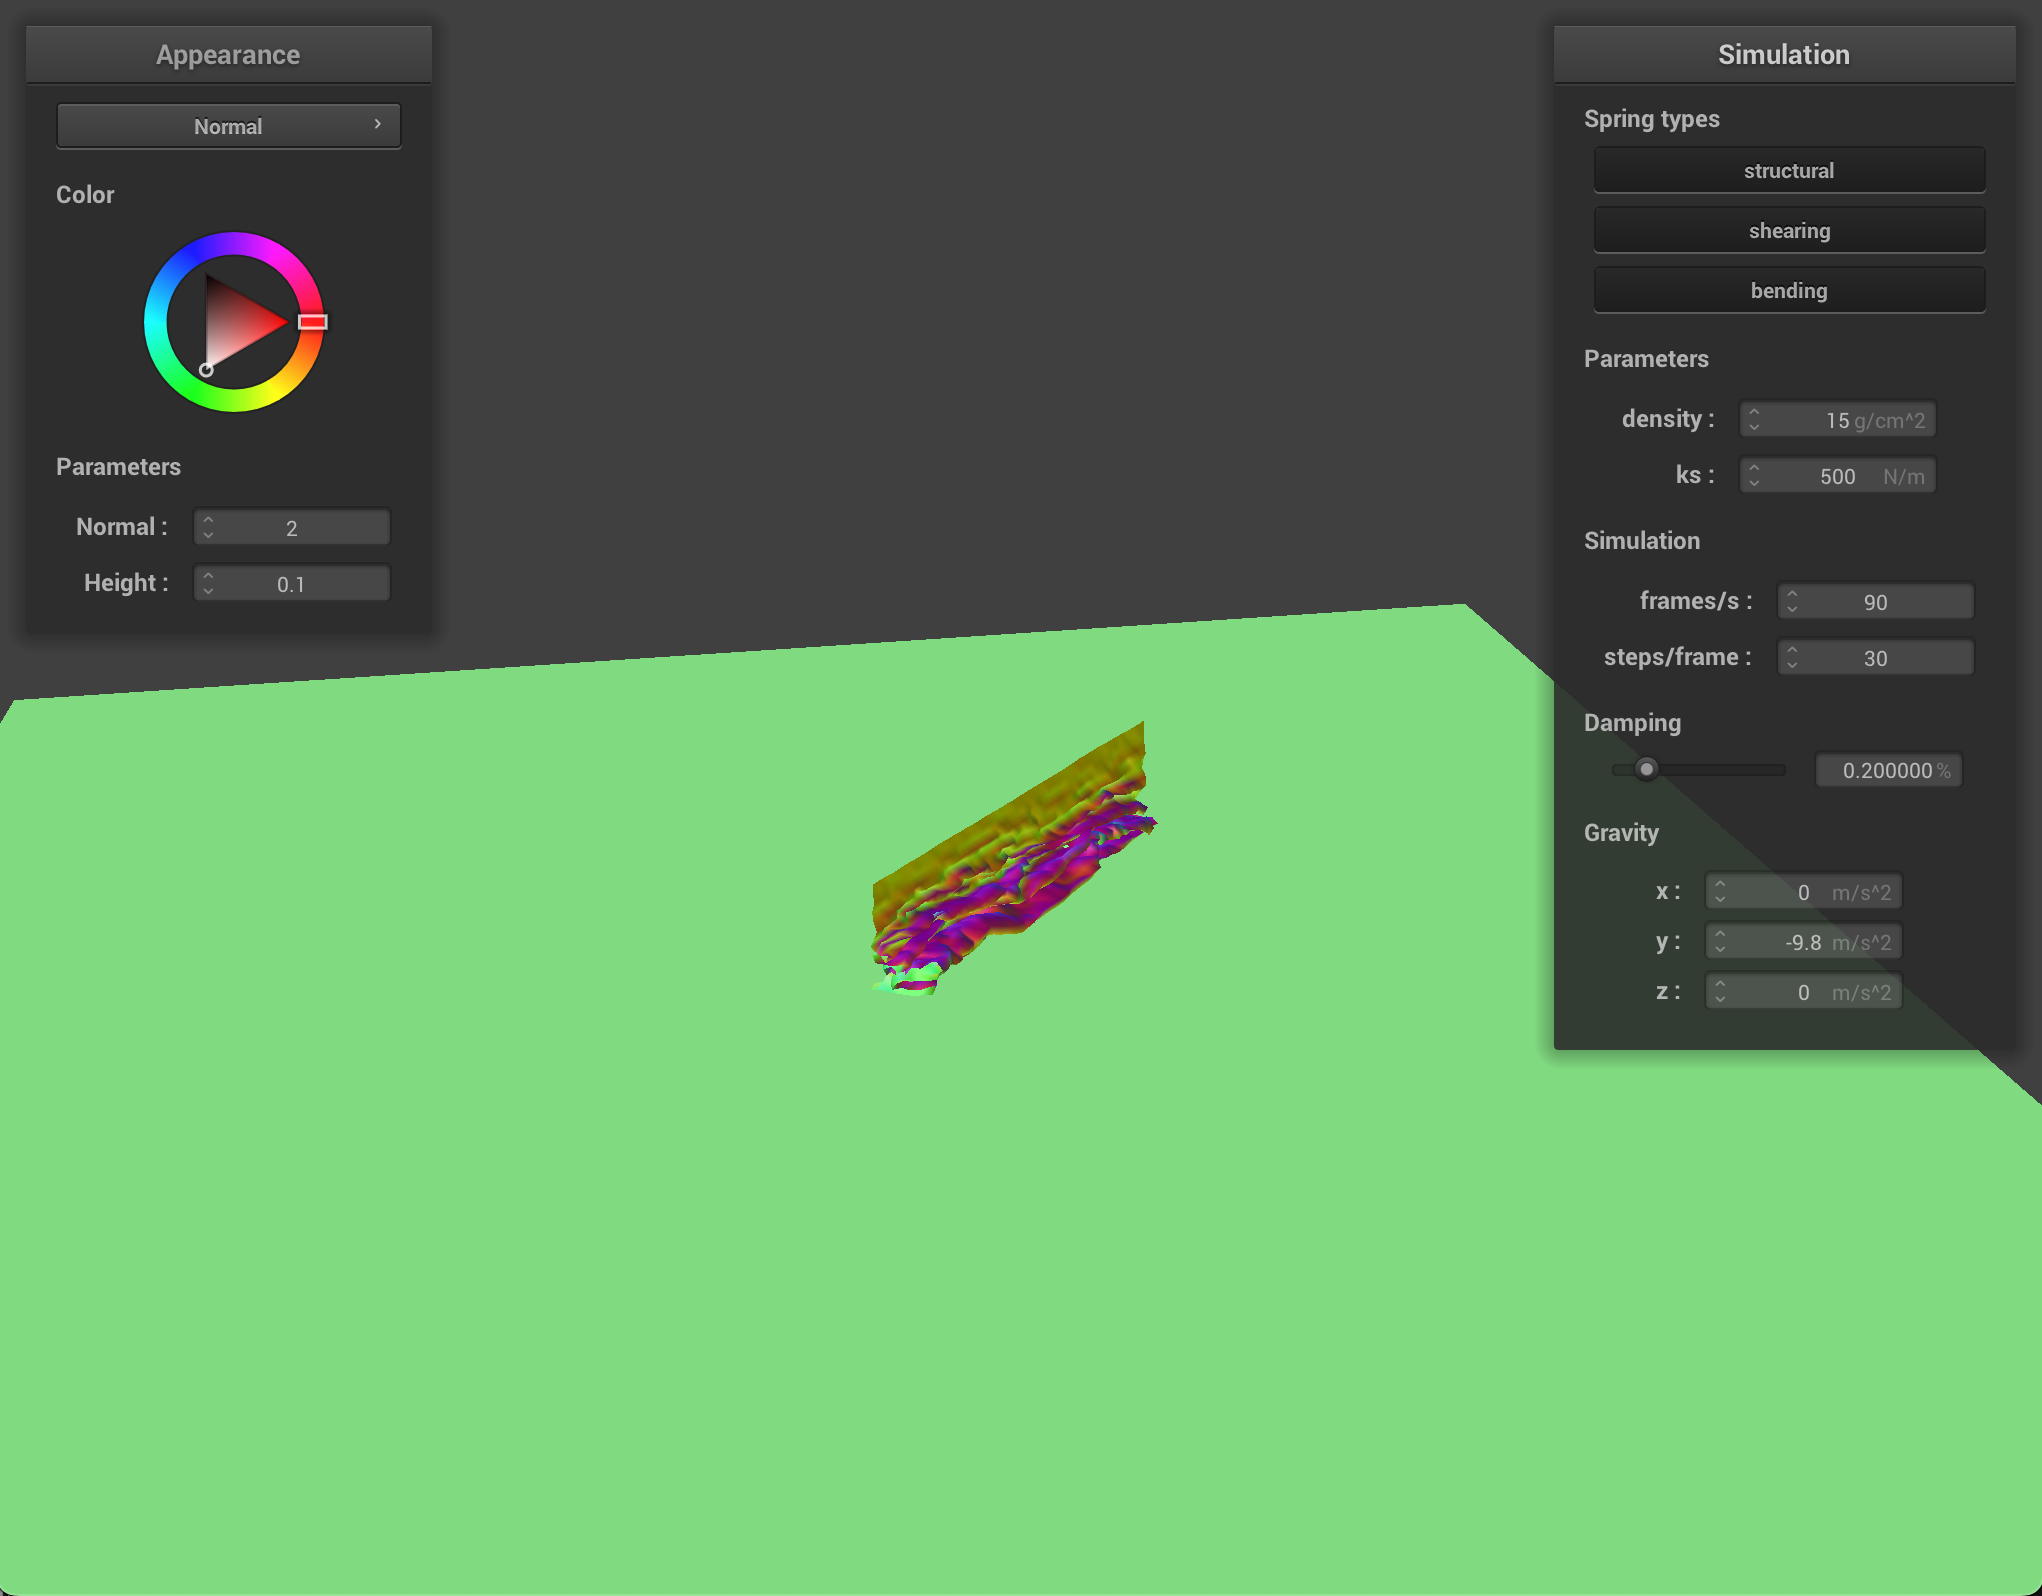 Appearance
Normal
Color
Parameters
Normal : 2
Height : 0.1
Simulation
Spring types
structural
shearing
bending
Parameters
density : 15 g/cm^2
ks : 500 N/m
Simulation
frames/s : 90
steps/frame : 30
Damping
0.200000 %
Gravity
x : 0 m/s^2
y : -9.8 m/s^2
z : 0 m/s^2